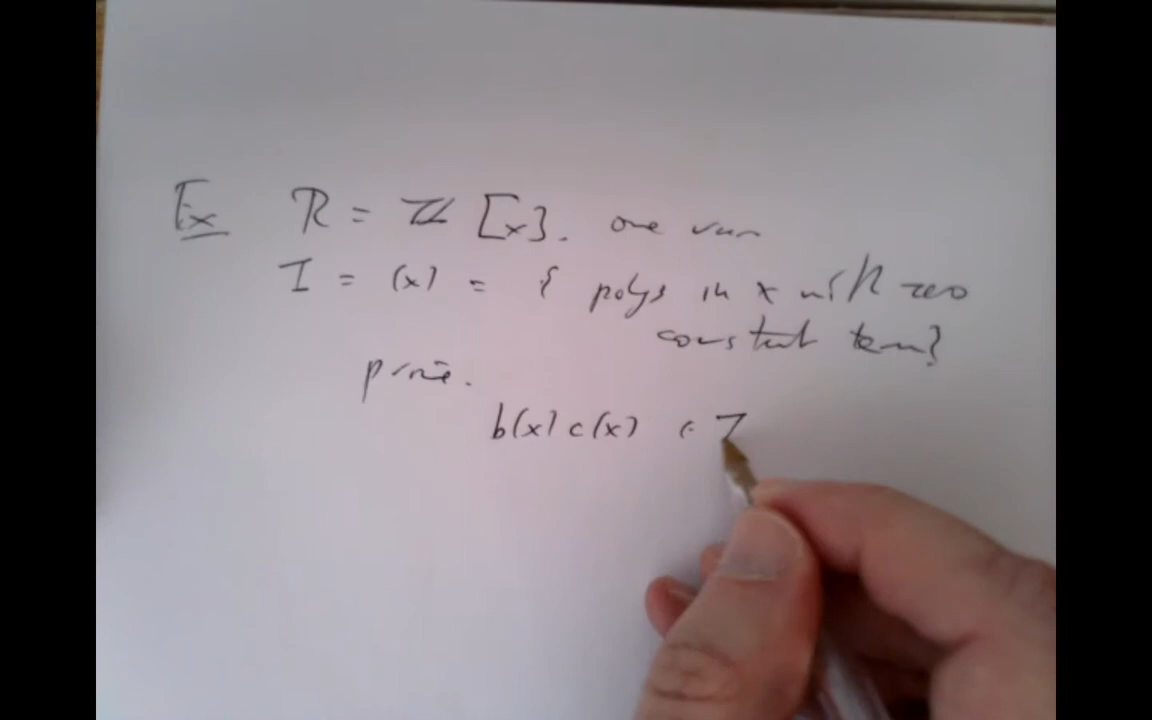 Ex R = ℤ [x]. one var
I = (x) = { polys in x with zero
constant term}
prime.
b(x) c(x) ∈ I